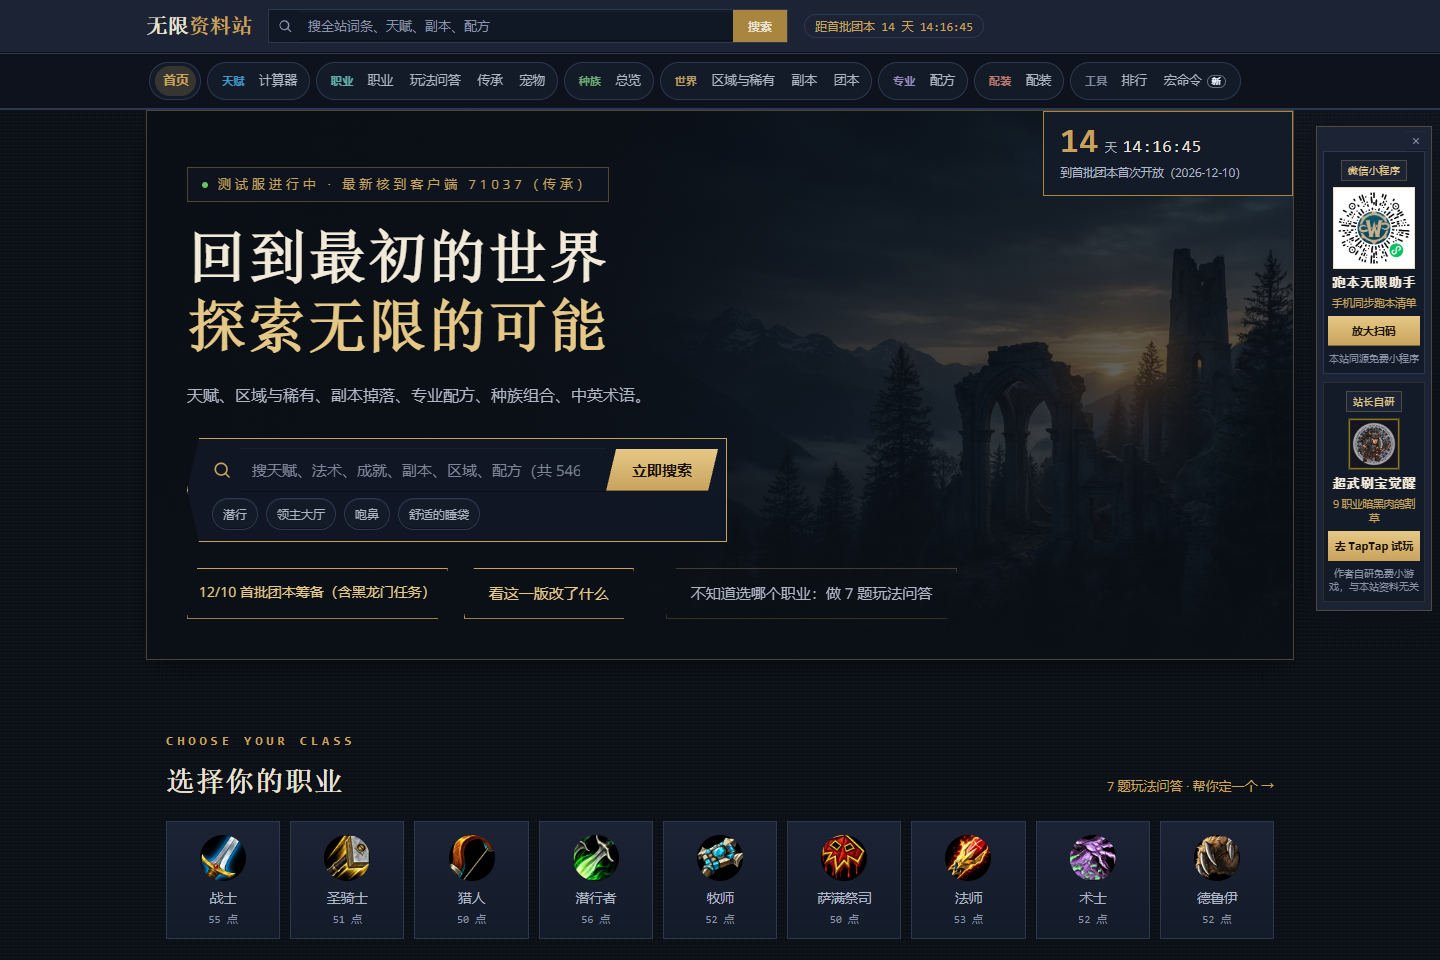 无限资料站
搜全站词条、天赋、副本、配方
搜索
距首批团本 14 天 14:16:45
首页
天赋 计算器
职业 职业 玩法问答 传承 宠物
种族 总览
世界 区域与稀有 副本 团本
专业 配方
配装 配装
工具 排行 宏命令 新
14 天 14:16:45
到首批团本首次开放（2026-12-10）
测试服进行中 · 最新核到客户端 71037（传承）
回到最初的世界
探索无限的可能
天赋、区域与稀有、副本掉落、专业配方、种族组合、中英术语。
搜天赋、法术、成就、副本、区域、配方（共 546
立即搜索
潜行 领主大厅 咆鼻 舒适的睡袋
12/10 首批团本筹备（含黑龙门任务）
看这一版改了什么
不知道选哪个职业：做 7 题玩法问答
×
微信小程序
W
跑本无限助手
手机同步跑本清单
放大扫码
本站同源免费小程序
站长自研
超武刷宝觉醒
9 职业暗黑肉鸽割
草
去 TapTap 试玩
作者自研免费小游
戏，与本站资料无关
CHOOSE YOUR CLASS
选择你的职业
7 题玩法问答 · 帮你定一个 →
战士
55 点
圣骑士
51 点
猎人
50 点
潜行者
56 点
牧师
52 点
萨满祭司
50 点
法师
53 点
术士
52 点
德鲁伊
52 点